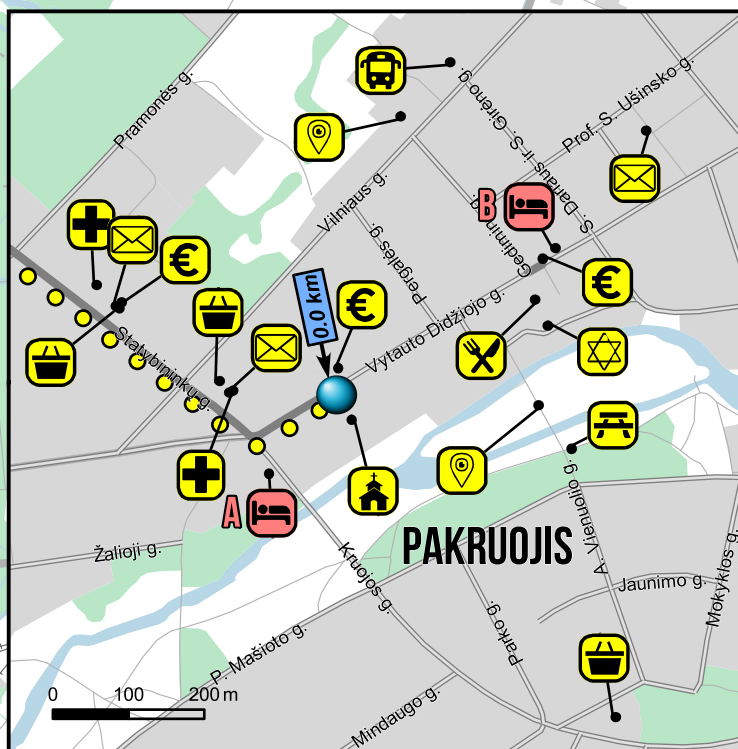 Pramonės g.
S. Dariaus ir S. Girėno g.
Prof. S. Ušinsko g.
Vilniaus g.
B
Gedimino g.
Pergalės g.
€
€
0.0 km
€
Vytauto Didžiojo g.
Statybininkų g.
A
PAKRUOJIS
Žalioji g.
Kruojos g.
A. Vienuolio g.
Jaunimo g.
Mokyklos g.
Parko g.
P. Mašioto g.
0 100 200 m
Mindaugo g.